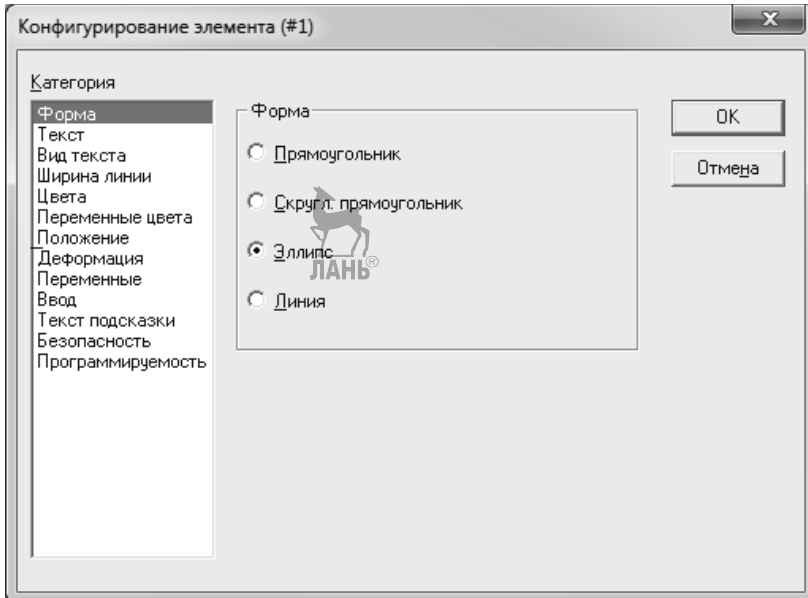 Конфигурирование элемента (#1)
Категория
Форма
Текст
Вид текста
Ширина линии
Цвета
Переменные цвета
Положение
Деформация
Переменные
Ввод
Текст подсказки
Безопасность
Программируемость
Форма
Прямоугольник
Скругл. прямоугольник
Эллипс
Линия
ЛАНЬ®
OK
Отмена